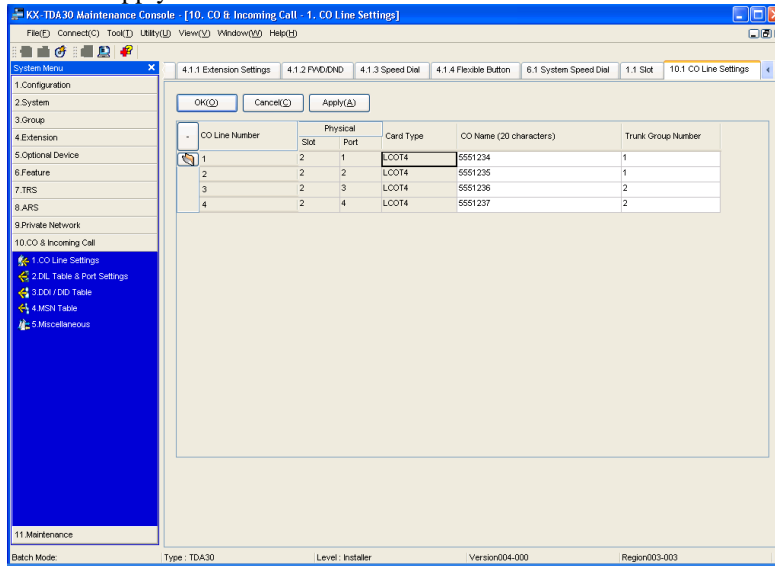 KX-TDA30 Maintenance Console - [10. CO & Incoming Call - 1. CO Line Settings]
File(F) Connect(C) Tool(T) Utility(U) View(V) Window(W) Help(H)
System Menu X
4.1.1 Extension Settings 4.1.2 FWD/DND 4.1.3 Speed Dial 4.1.4 Flexible Button 6.1 System Speed Dial 1.1 Slot 10.1 CO Line Settings
1.Configuration
2.System
3.Group
4.Extension
5.Optional Device
6.Feature
7.TRS
8.ARS
9.Private Network
10.CO & Incoming Call
1.CO Line Settings
2.DIL Table & Port Settings
3.DDI / DID Table
4.MSN Table
5.Miscellaneous
11.Maintenance
OK(O) Cancel(C) Apply(A)
- CO Line Number Physical Card Type CO Name (20 characters) Trunk Group Number
Slot Port
1 2 1 LCOT4 5551234 1
2 2 2 LCOT4 5551235 1
3 2 3 LCOT4 5551236 2
4 2 4 LCOT4 5551237 2
Batch Mode: Type : TDA30 Level : Installer Version004-000 Region003-003